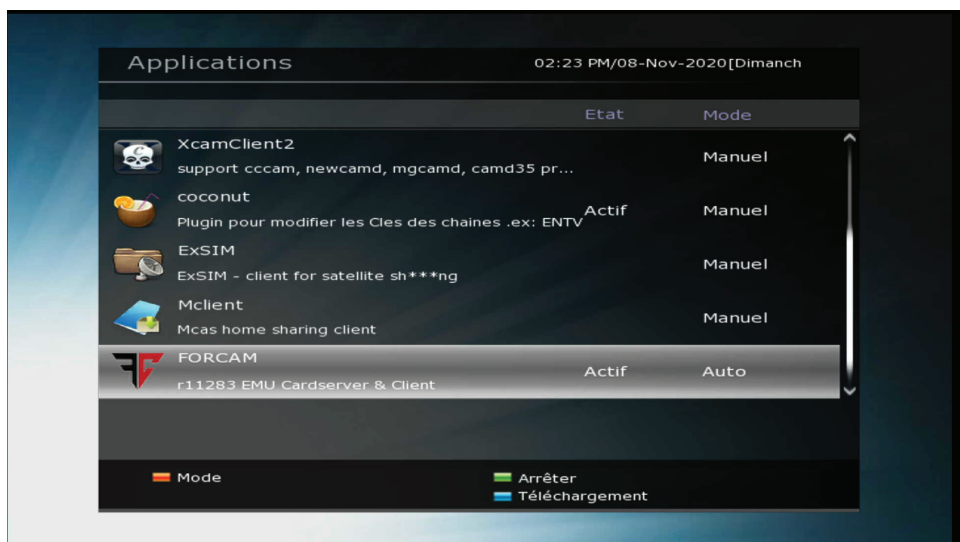 Applications 02:23 PM/08-Nov-2020[Dimanch
Etat Mode
XcamClient2
support cccam, newcamd, mgcamd, camd35 pr... Manuel
coconut
Plugin pour modifier les Cles des chaines .ex: ENTV Actif Manuel
ExSIM
ExSIM - client for satellite sh***ng Manuel
Mclient
Mcas home sharing client Manuel
FORCAM
r11283 EMU Cardserver & Client Actif Auto
Mode Arrêter
Téléchargement